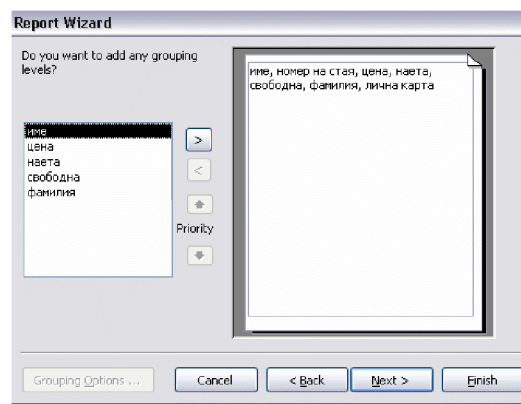 Report Wizard
Do you want to add any grouping
levels?
име
цена
наета
свободна
фамилия
>
<
Priority
име, номер на стая, цена, наета,
свободна, фамилия, лична карта
Grouping Options ...
Cancel
< Back
Next >
Finish